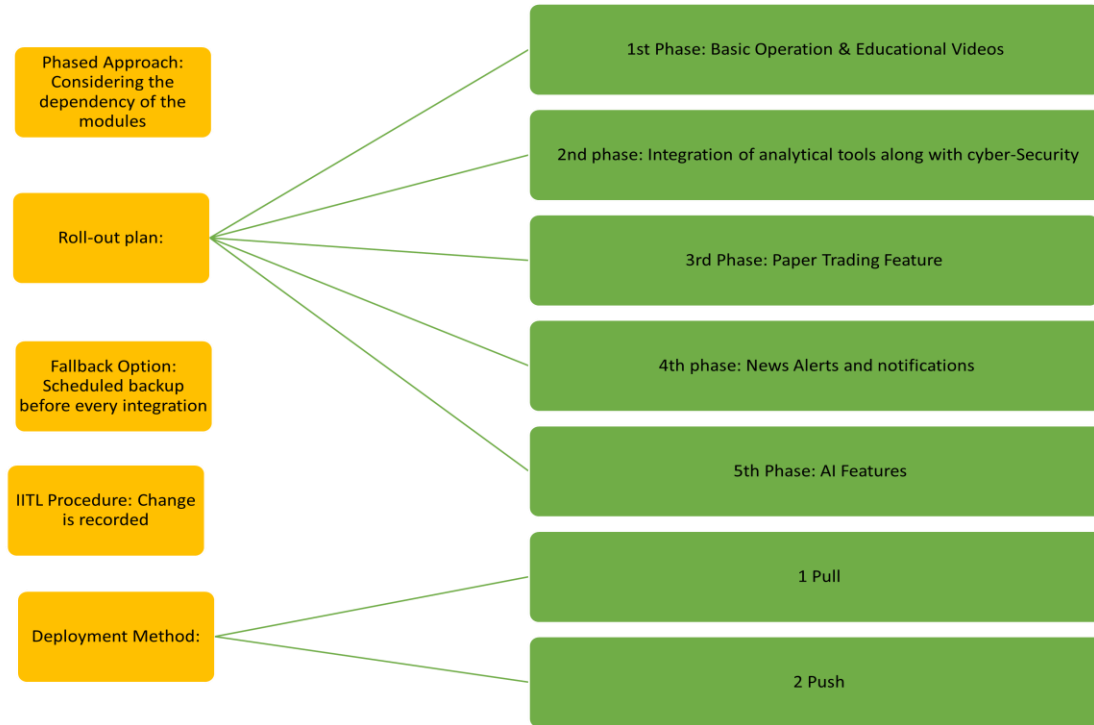 Phased Approach:
Considering the
dependency of the
modules
Roll-out plan:
1st Phase: Basic Operation & Educational Videos
2nd phase: Integration of analytical tools along with cyber-Security
3rd Phase: Paper Trading Feature
4th phase: News Alerts and notifications
5th Phase: AI Features
Fallback Option:
Scheduled backup
before every integration
IITL Procedure: Change
is recorded
Deployment Method:
1 Pull
2 Push